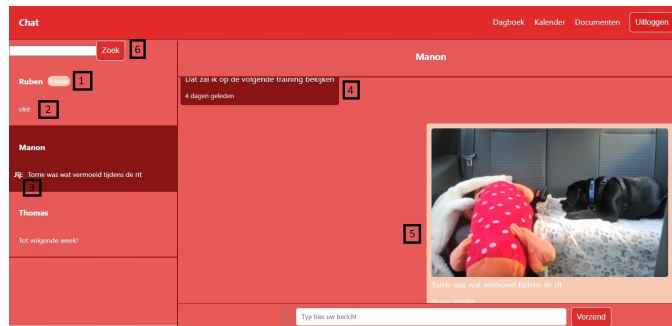 Chat
Dagboek Kalender Documenten Uitloggen
Zoek 6
Manon
Ruben nieuw 1
oké 2
Manon
Jij: Torrie was wat vermoeid tijdens de rit
3
Thomas
Tot volgende week!
Dat zal ik op de volgende training bekijken
4 dagen geleden
4
5
Torrie was wat vermoeid tijdens de rit
Typ hier uw bericht Verzend